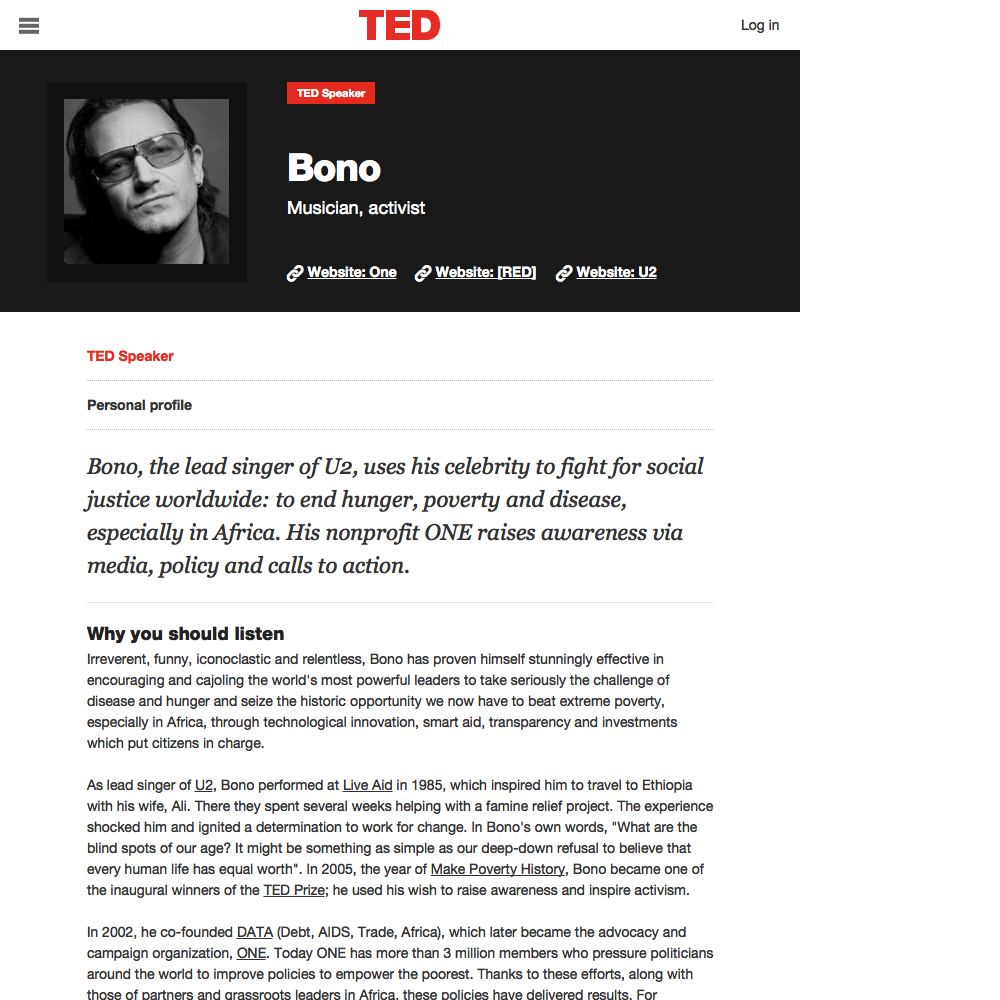 TED
Log in
TED Speaker
Bono
Musician, activist
Website: One Website: [RED] Website: U2
TED Speaker
Personal profile
Bono, the lead singer of U2, uses his celebrity to fight for social
justice worldwide: to end hunger, poverty and disease,
especially in Africa. His nonprofit ONE raises awareness via
media, policy and calls to action.
Why you should listen
Irreverent, funny, iconoclastic and relentless, Bono has proven himself stunningly effective in
encouraging and cajoling the world's most powerful leaders to take seriously the challenge of
disease and hunger and seize the historic opportunity we now have to beat extreme poverty,
especially in Africa, through technological innovation, smart aid, transparency and investments
which put citizens in charge.
As lead singer of U2, Bono performed at Live Aid in 1985, which inspired him to travel to Ethiopia
with his wife, Ali. There they spent several weeks helping with a famine relief project. The experience
shocked him and ignited a determination to work for change. In Bono's own words, "What are the
blind spots of our age? It might be something as simple as our deep-down refusal to believe that
every human life has equal worth". In 2005, the year of Make Poverty History, Bono became one of
the inaugural winners of the TED Prize; he used his wish to raise awareness and inspire activism.
In 2002, he co-founded DATA (Debt, AIDS, Trade, Africa), which later became the advocacy and
campaign organization, ONE. Today ONE has more than 3 million members who pressure politicians
around the world to improve policies to empower the poorest. Thanks to these efforts, along with
those of partners and grassroots leaders in Africa, these policies have delivered results. For